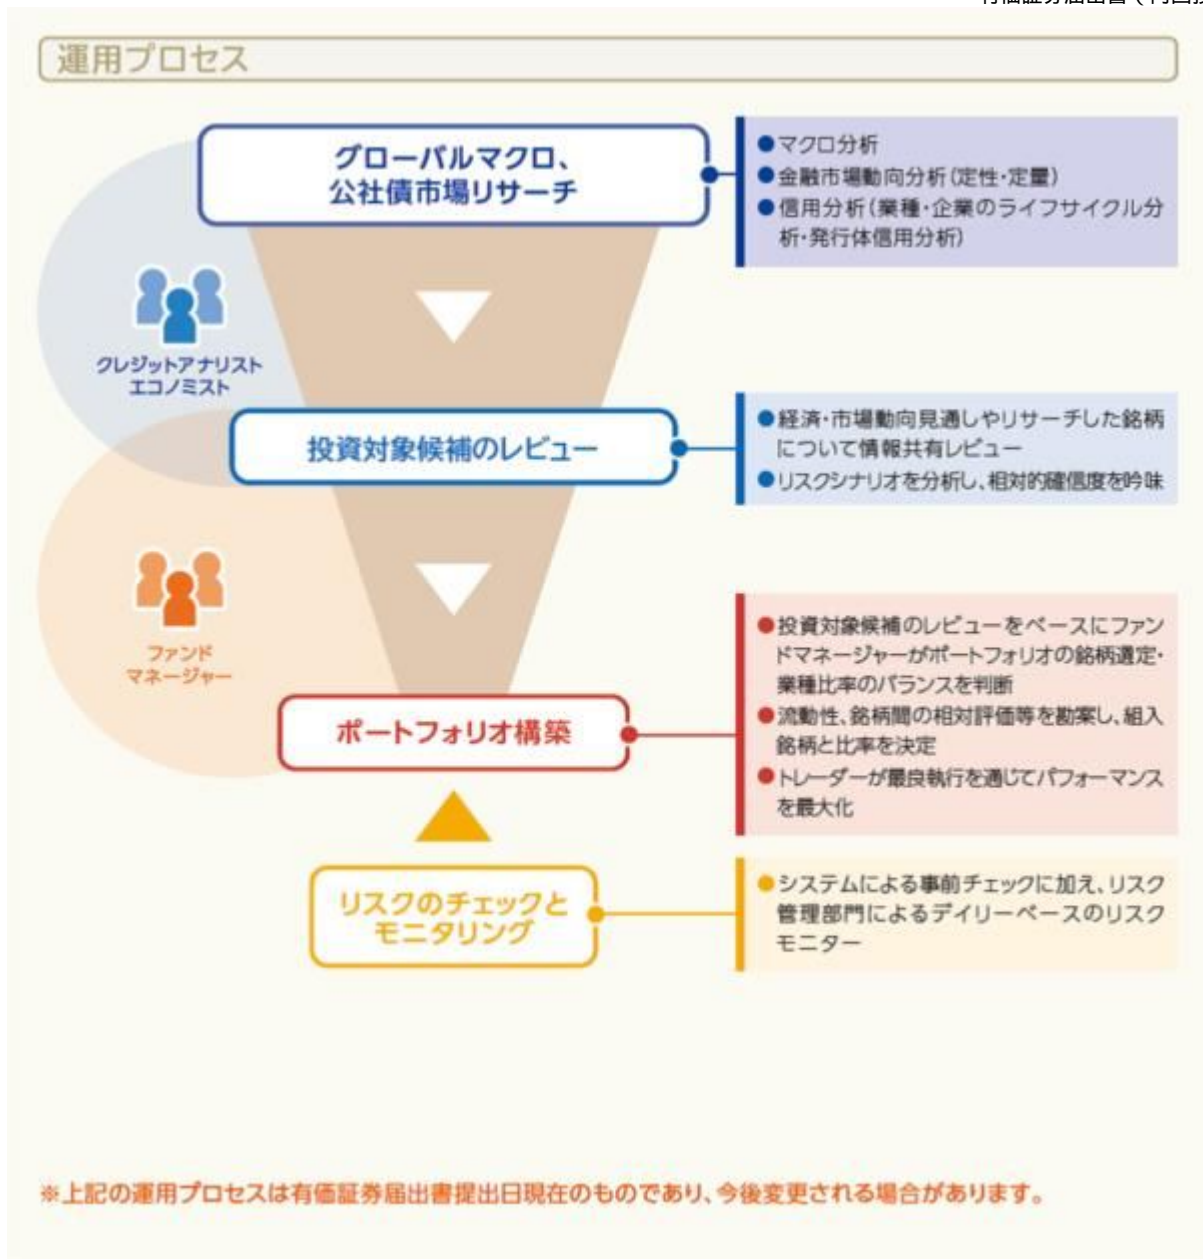 運用プロセス
グローバルマクロ、
公社債市場リサーチ
●マクロ分析
●金融市場動向分析(定性・定量)
●信用分析(業種・企業のライフサイクル分
析・発行体信用分析)
クレジットアナリスト
エコノミスト
投資対象候補のレビュー
●経済・市場動向見通しやリサーチした銘柄
について情報共有レビュー
●リスクシナリオを分析し、相対的確信度を吟味
ファンド
マネージャー
ポートフォリオ構築
●投資対象候補のレビューをベースにファン
ドマネージャーがポートフォリオの銘柄選定・
業種比率のバランスを判断
●流動性、銘柄間の相対評価等を勘案し、組入
銘柄と比率を決定
●トレーダーが最良執行を通じてパフォーマンス
を最大化
リスクのチェックと
モニタリング
●システムによる事前チェックに加え、リスク
管理部門によるデイリーベースのリスク
モニター
※上記の運用プロセスは有価証券届出書提出日現在のものであり、今後変更される場合があります。